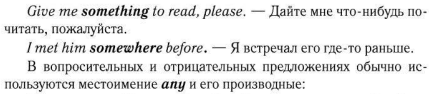 Give me something to read, please. — Дайте мне что-нибудь по-
читать, пожалуйста.
I met him somewhere before. — Я встречал его где-то раньше.
В вопросительных и отрицательных предложениях обычно ис-
пользуются местоимение any и его производные: